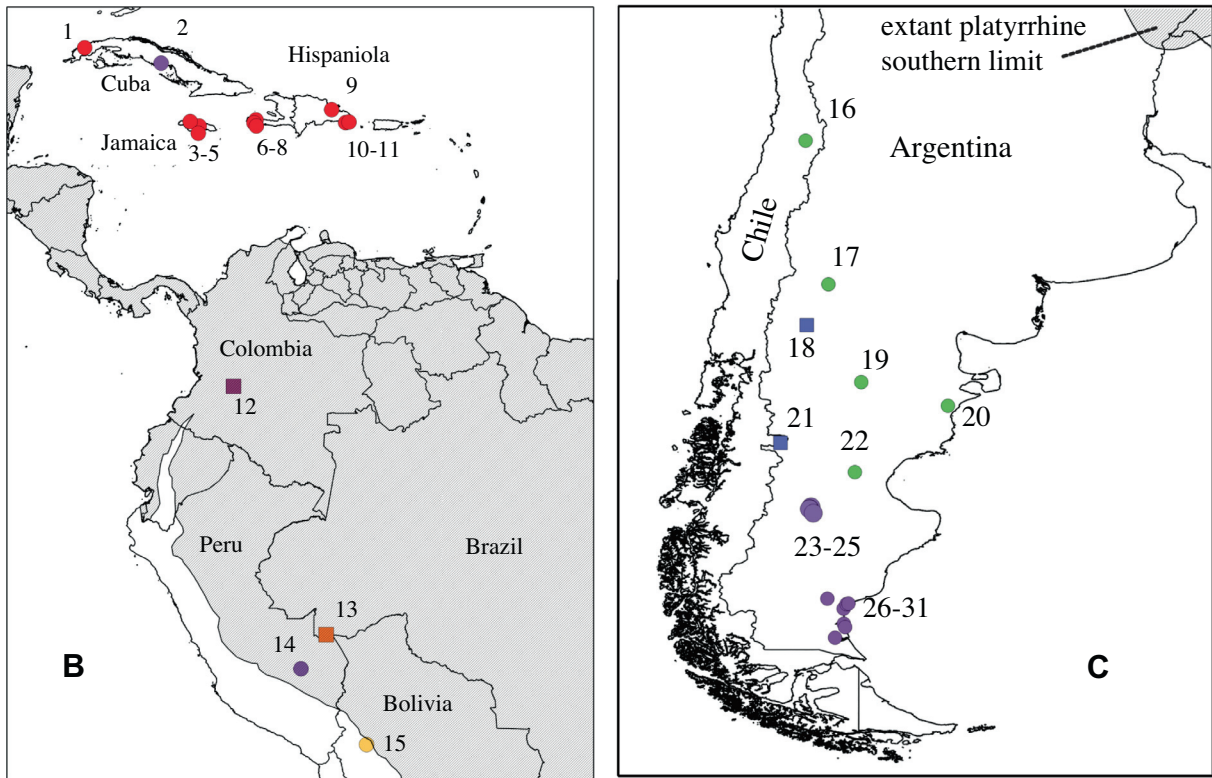 1
2
Hispaniola
9
Cuba
Jamaica
3-5
6-8
10-11
Colombia
12
Peru
Brazil
13
14
B
Bolivia
15
extant platyrrhine
southern limit
16
Argentina
Chile
17
18
19
20
21
22
23-25
26-31
C